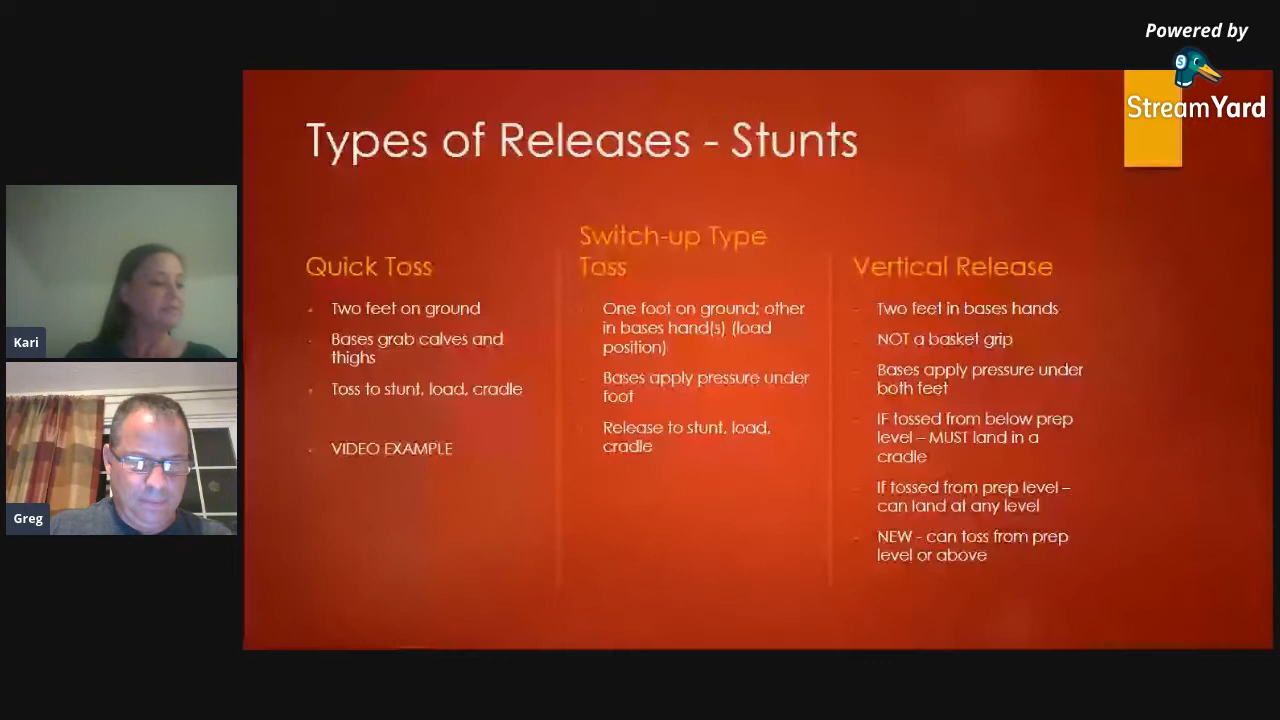 Powered by
StreamYard
Types of Releases - Stunts
Quick Toss
Two feet on ground
Bases grab calves and
thighs
Toss to stunt, load, cradle
VIDEO EXAMPLE
Switch-up Type
Toss
One foot on ground; other
in bases hand(s) (load
position)
Bases apply pressure under
foot
Release to stunt, load,
cradle
Vertical Release
Two feet in bases hands
NOT a basket grip
Bases apply pressure under
both feet
IF tossed from below prep
level – MUST land in a
cradle
If tossed from prep level –
can land at any level
NEW - can toss from prep
level or above
Kari
Greg